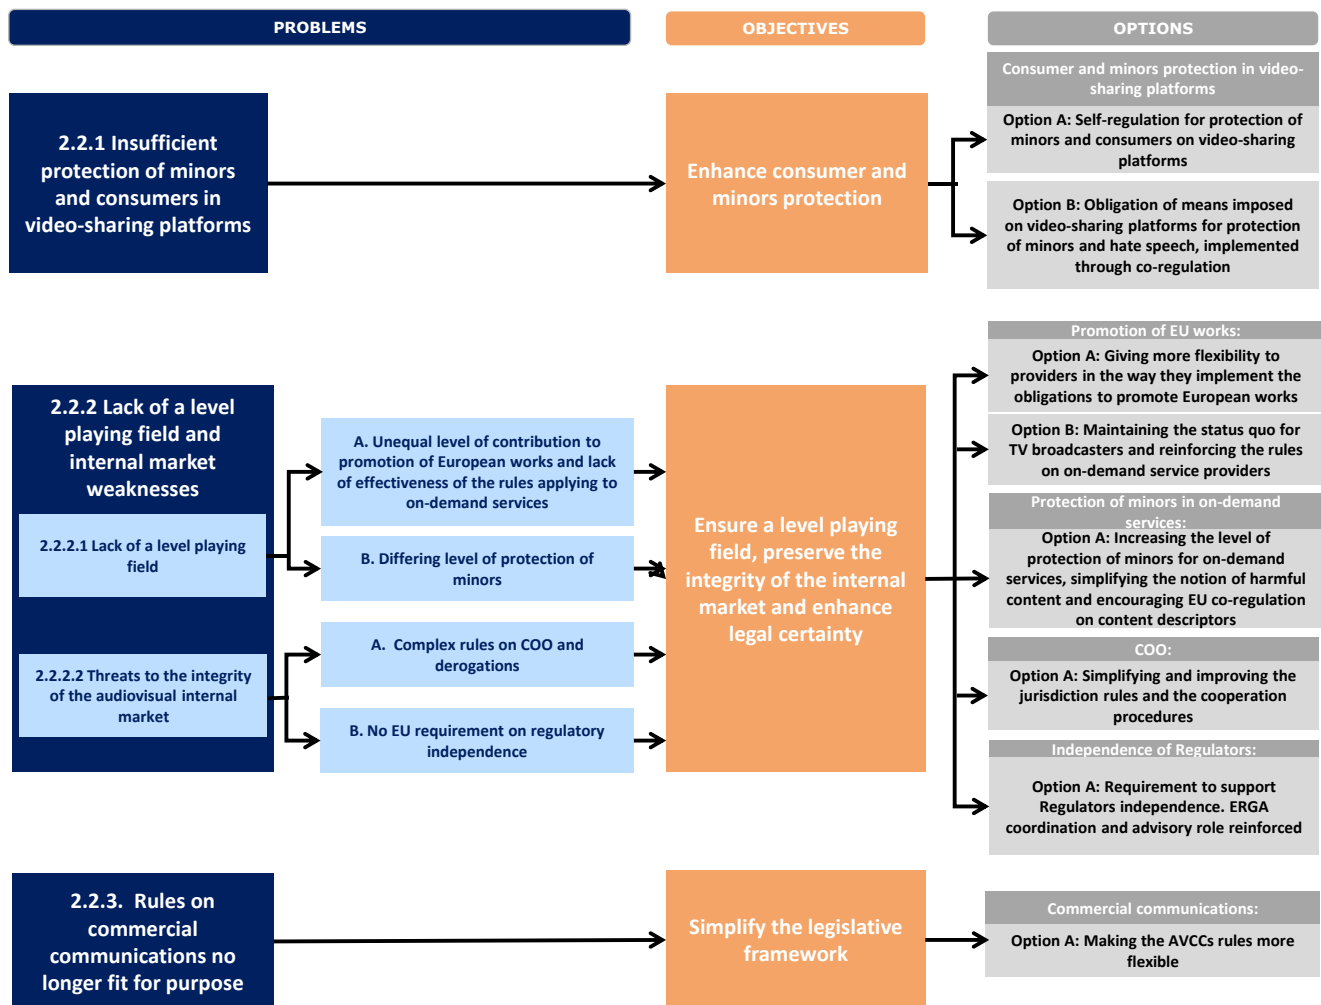 PROBLEMS
OBJECTIVES
OPTIONS
2.2.1 Insufficient
protection of minors
and consumers in
video-sharing platforms
Enhance consumer and
minors protection
Consumer and minors protection in video-
sharing platforms
Option A: Self-regulation for protection of
minors and consumers on video-sharing
platforms
Option B: Obligation of means imposed
on video-sharing platforms for protection
of minors and hate speech, implemented
through co-regulation
2.2.2 Lack of a level
playing field and
internal market
weaknesses
2.2.2.1 Lack of a level playing
field
2.2.2.2 Threats to the integrity
of the audiovisual internal
market
A. Unequal level of contribution to
promotion of European works and lack
of effectiveness of the rules applying to
on-demand services
B. Differing level of protection of
minors
A. Complex rules on COO and
derogations
B. No EU requirement on regulatory
independence
Ensure a level playing
field, preserve the
integrity of the internal
market and enhance
legal certainty
Promotion of EU works:
Option A: Giving more flexibility to
providers in the way they implement the
obligations to promote European works
Option B: Maintaining the status quo for
TV broadcasters and reinforcing the rules
on on-demand service providers
Protection of minors in on-demand
services:
Option A: Increasing the level of
protection of minors for on-demand
services, simplifying the notion of harmful
content and encouraging EU co-regulation
on content descriptors
COO:
Option A: Simplifying and improving the
jurisdiction rules and the cooperation
procedures
Independence of Regulators:
Option A: Requirement to support
Regulators independence. ERGA
coordination and advisory role reinforced
2.2.3. Rules on
commercial
communications no
longer fit for purpose
Simplify the legislative
framework
Commercial communications:
Option A: Making the AVCCs rules more
flexible